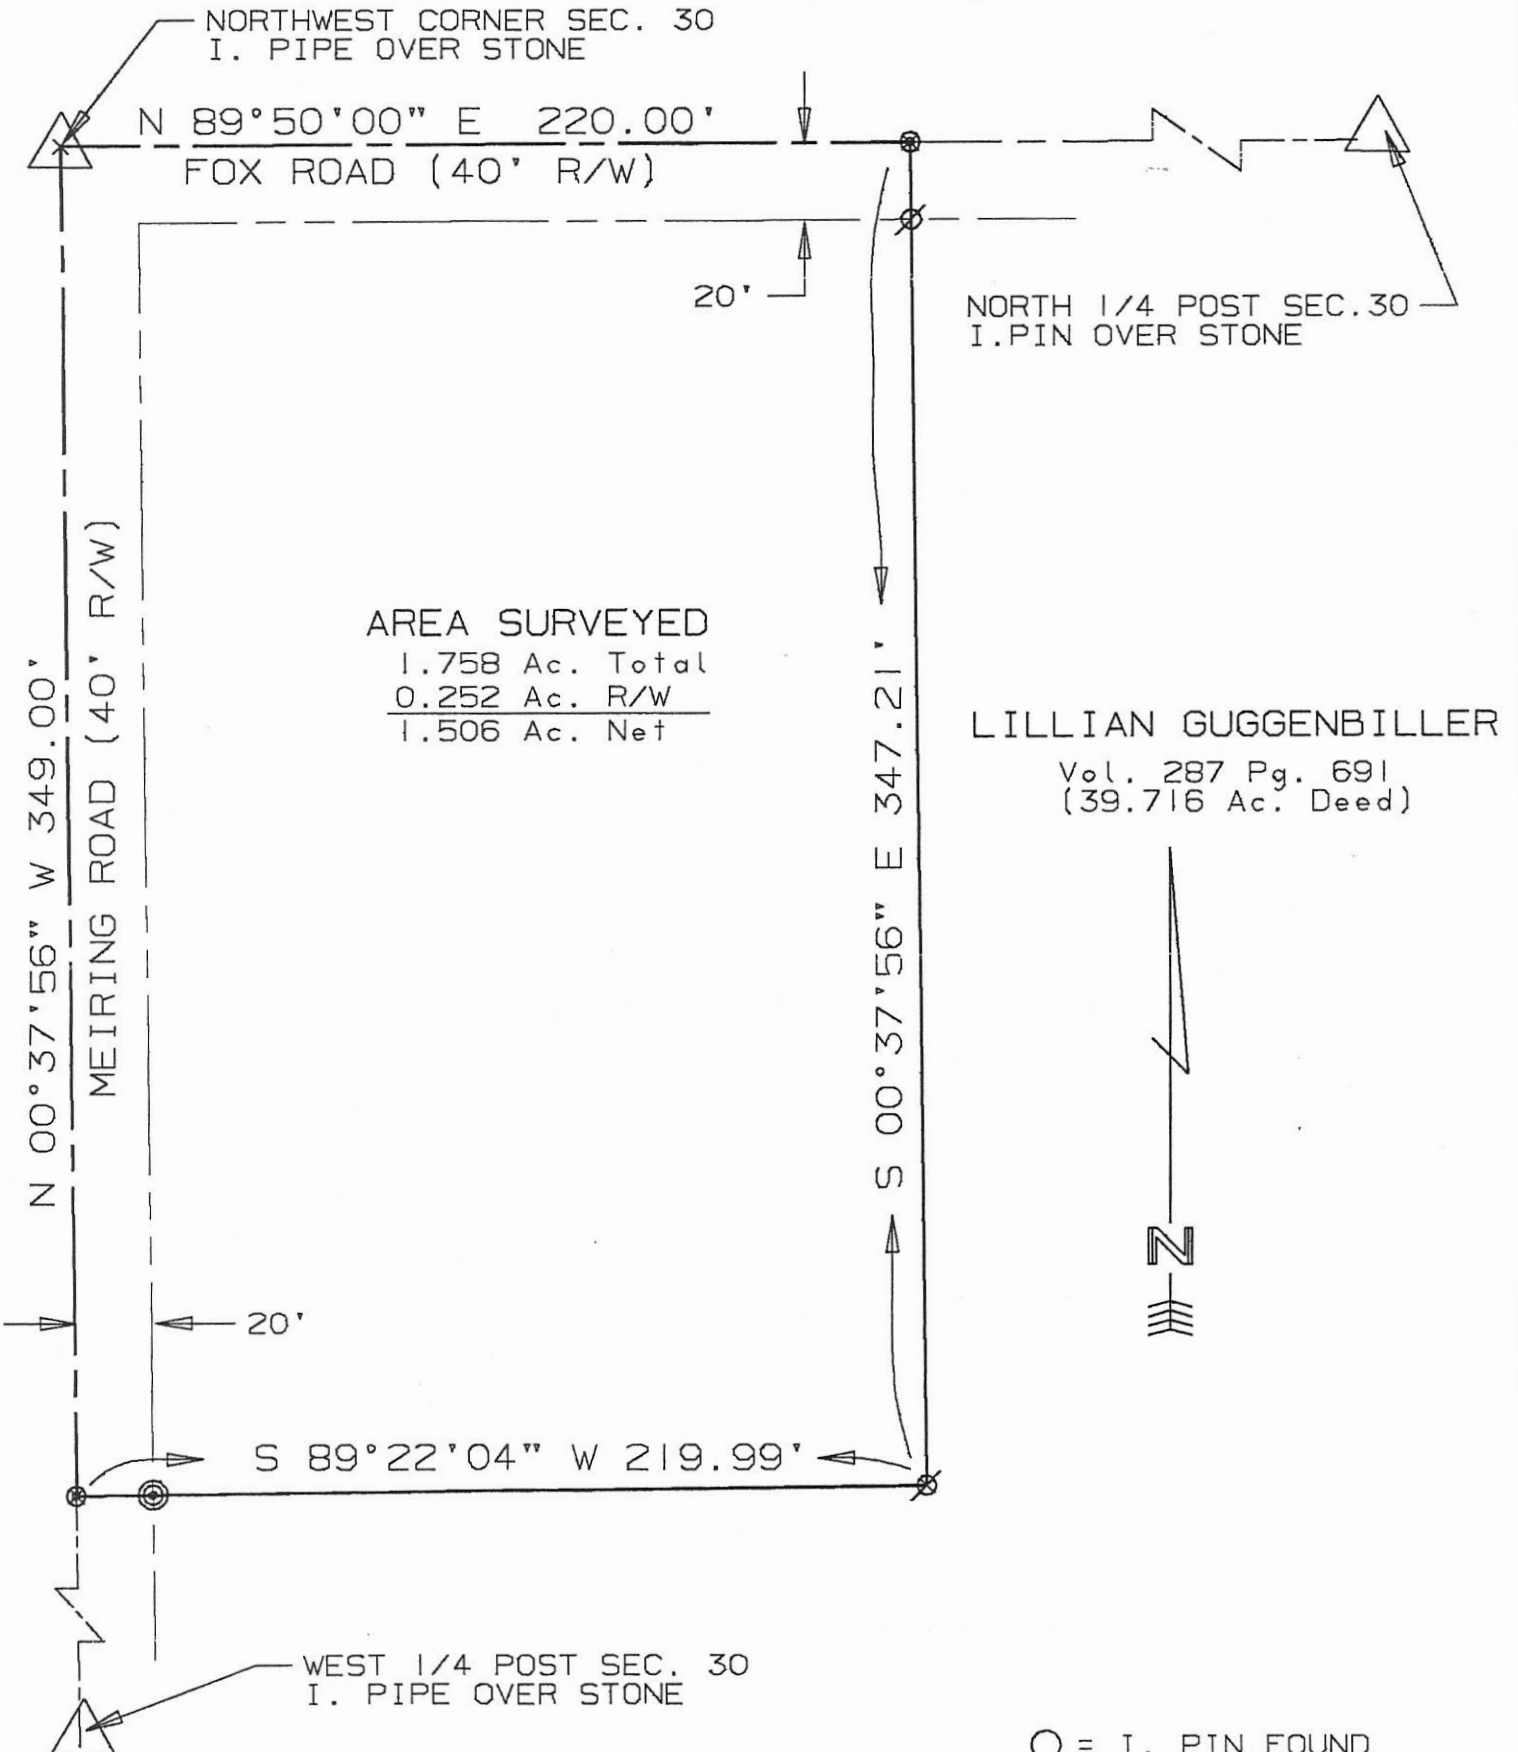 NORTHWEST CORNER SEC. 30
I. PIPE OVER STONE
N 89°50'00" E 220.00'
FOX ROAD (40' R/W)
20'
NORTH 1/4 POST SEC.30
I.PIN OVER STONE
N 00°37'56" W 349.00'
MEIRING ROAD (40' R/W)
AREA SURVEYED
1.758 Ac. Total
0.252 Ac. R/W
1.506 Ac. Net
S 00°37'56" E 347.21'
LILLIAN GUGGENBILLER
Vol. 287 Pg. 691
(39.716 Ac. Deed)
N
20'
S 89°22'04" W 219.99'
WEST 1/4 POST SEC. 30
I. PIPE OVER STONE
O = I. PIN FOUND